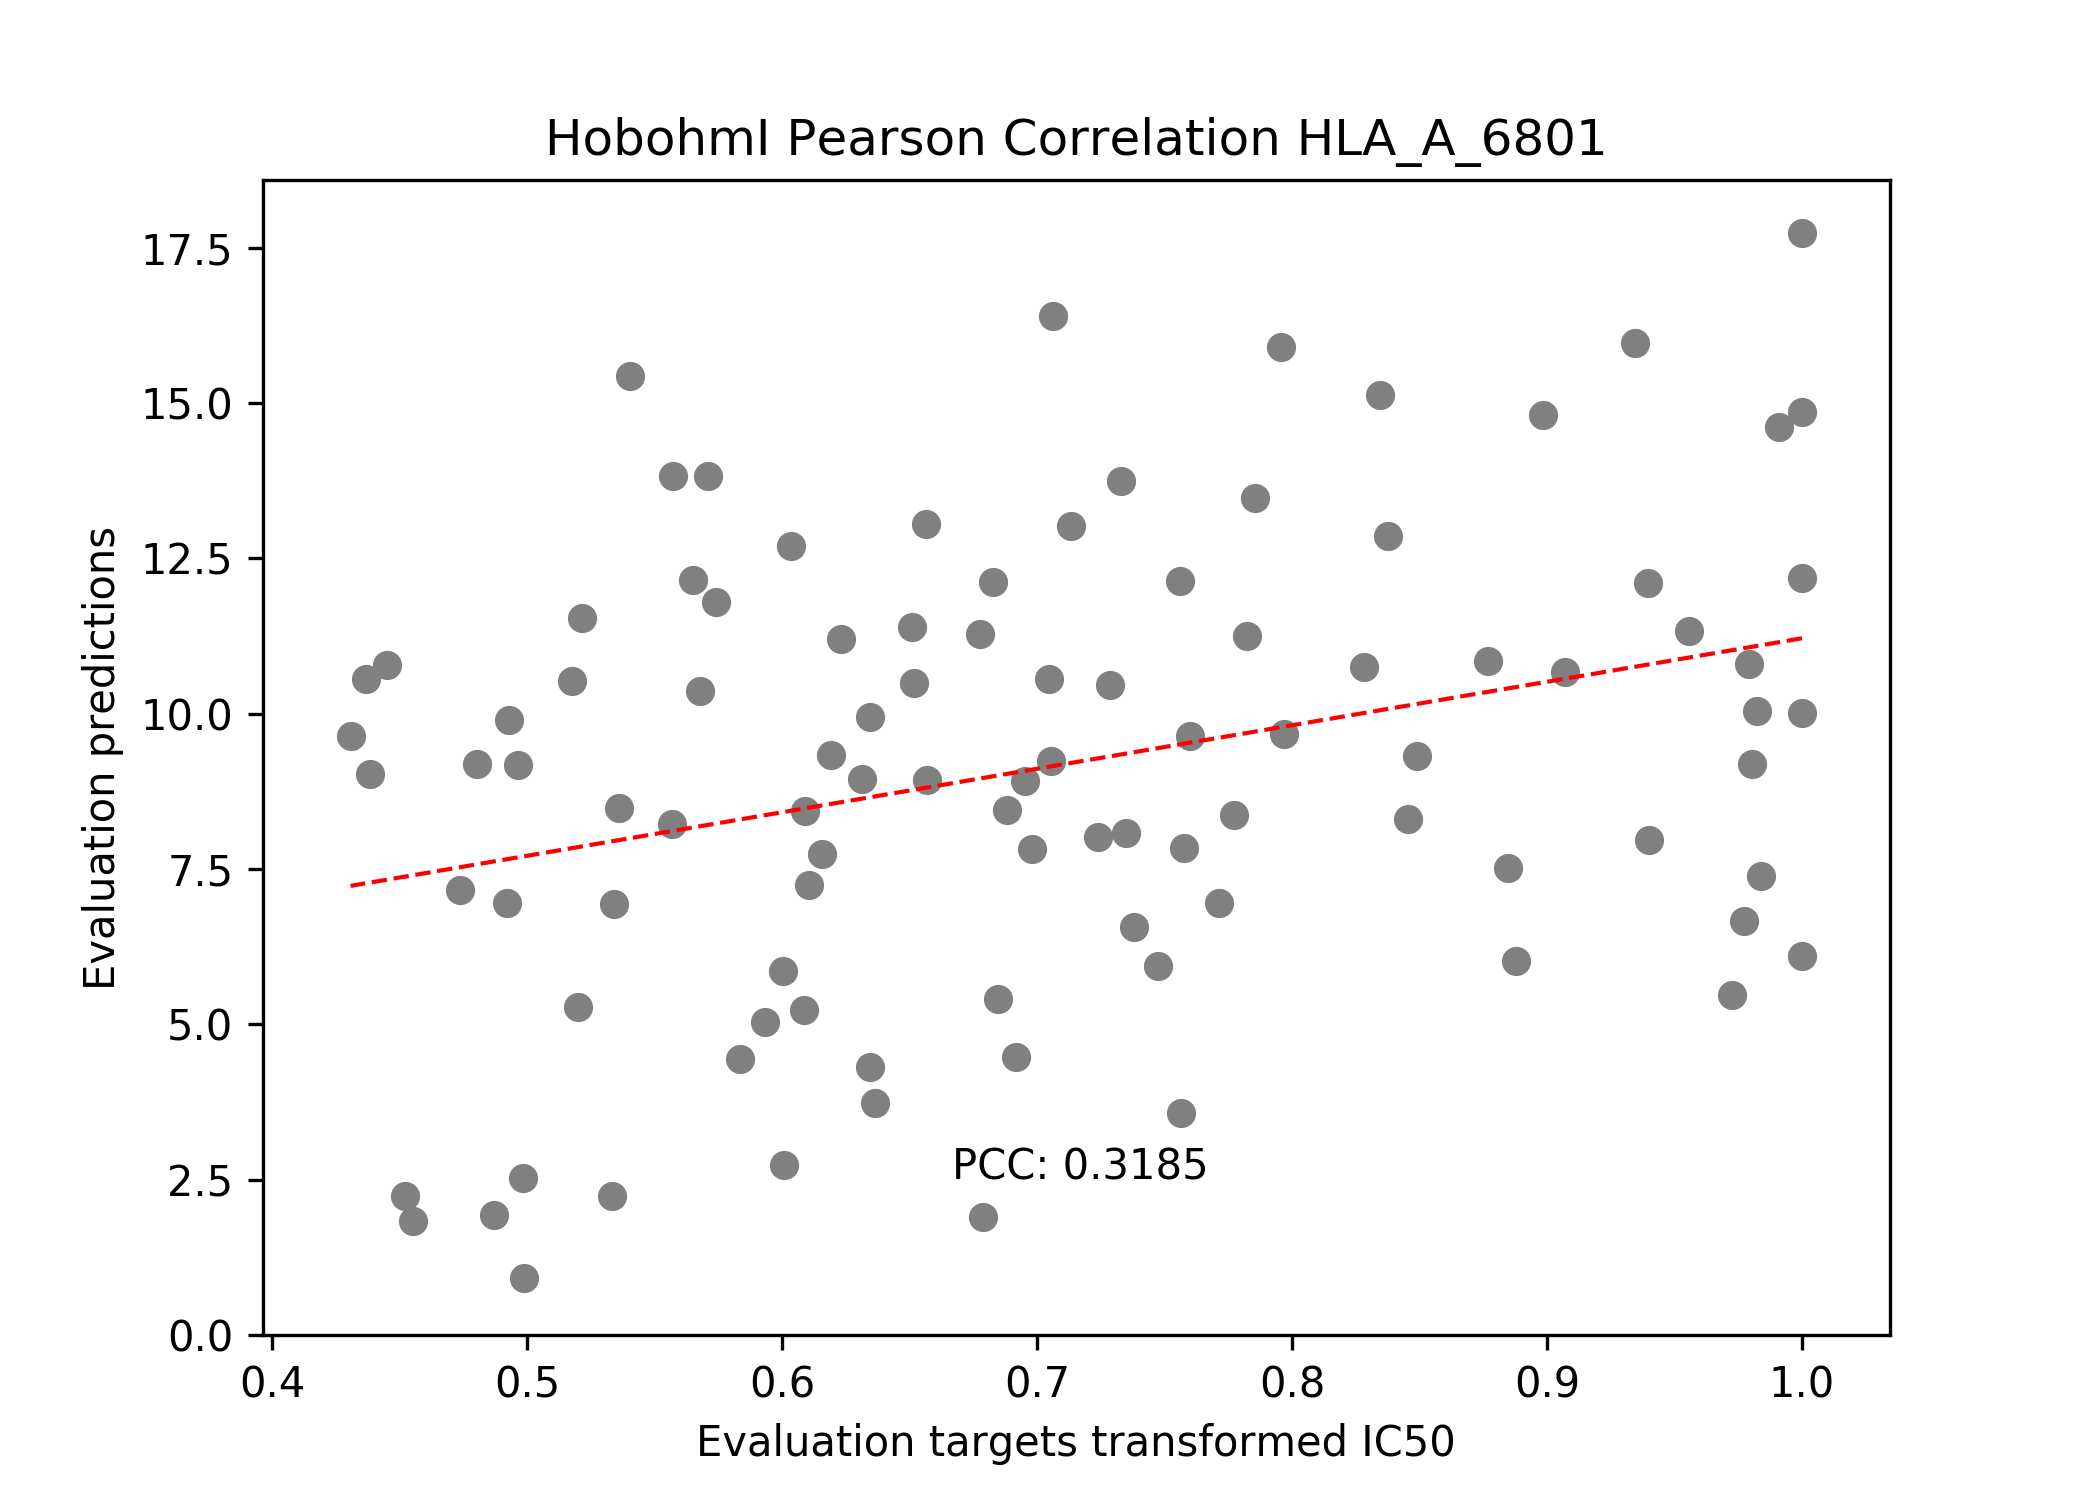 HobohmI Pearson Correlation HLA_A_6801
17.5
15.0
12.5
10.0
7.5
5.0
2.5
0.0
Evaluation predictions
PCC: 0.3185
0.4 0.5 0.6 0.7 0.8 0.9 1.0
Evaluation targets transformed IC50